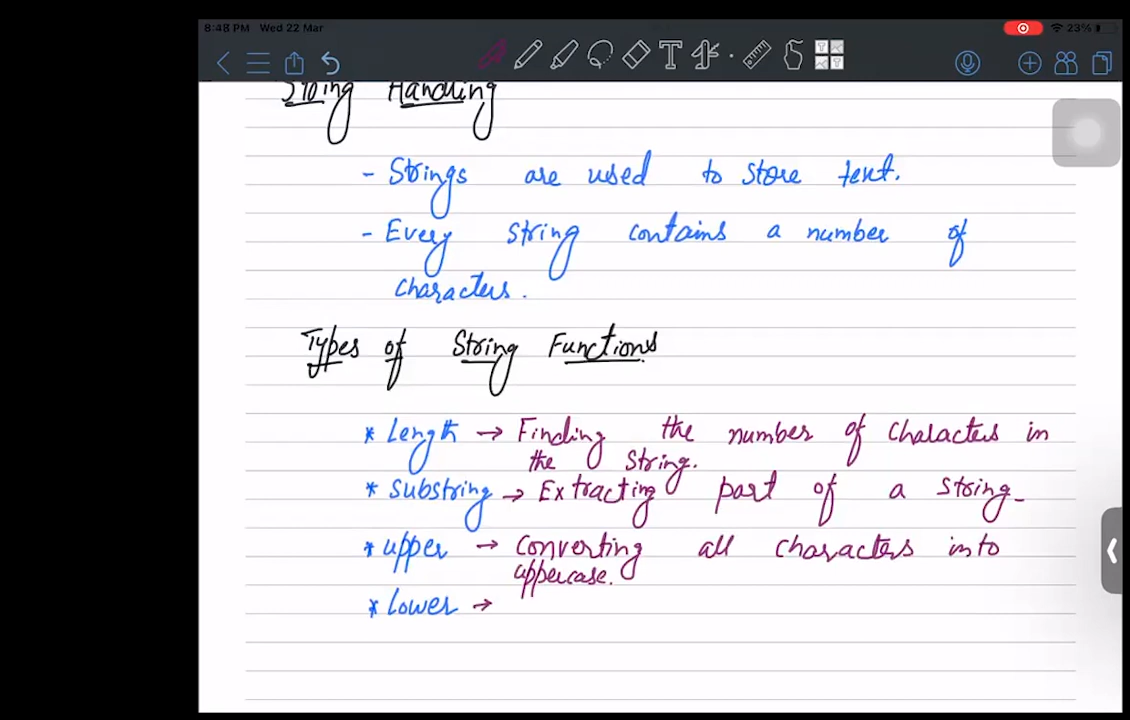 8:48 PM Wed 22 Mar
23%
String Handling
- Strings are used to store text.
- Every string contains a number of
characters.
Types of String Functions
* Length → Finding the number of characters in
the string.
* Substring → Extracting part of a string.
* upper → Converting all characters into
uppercase.
* Lower →